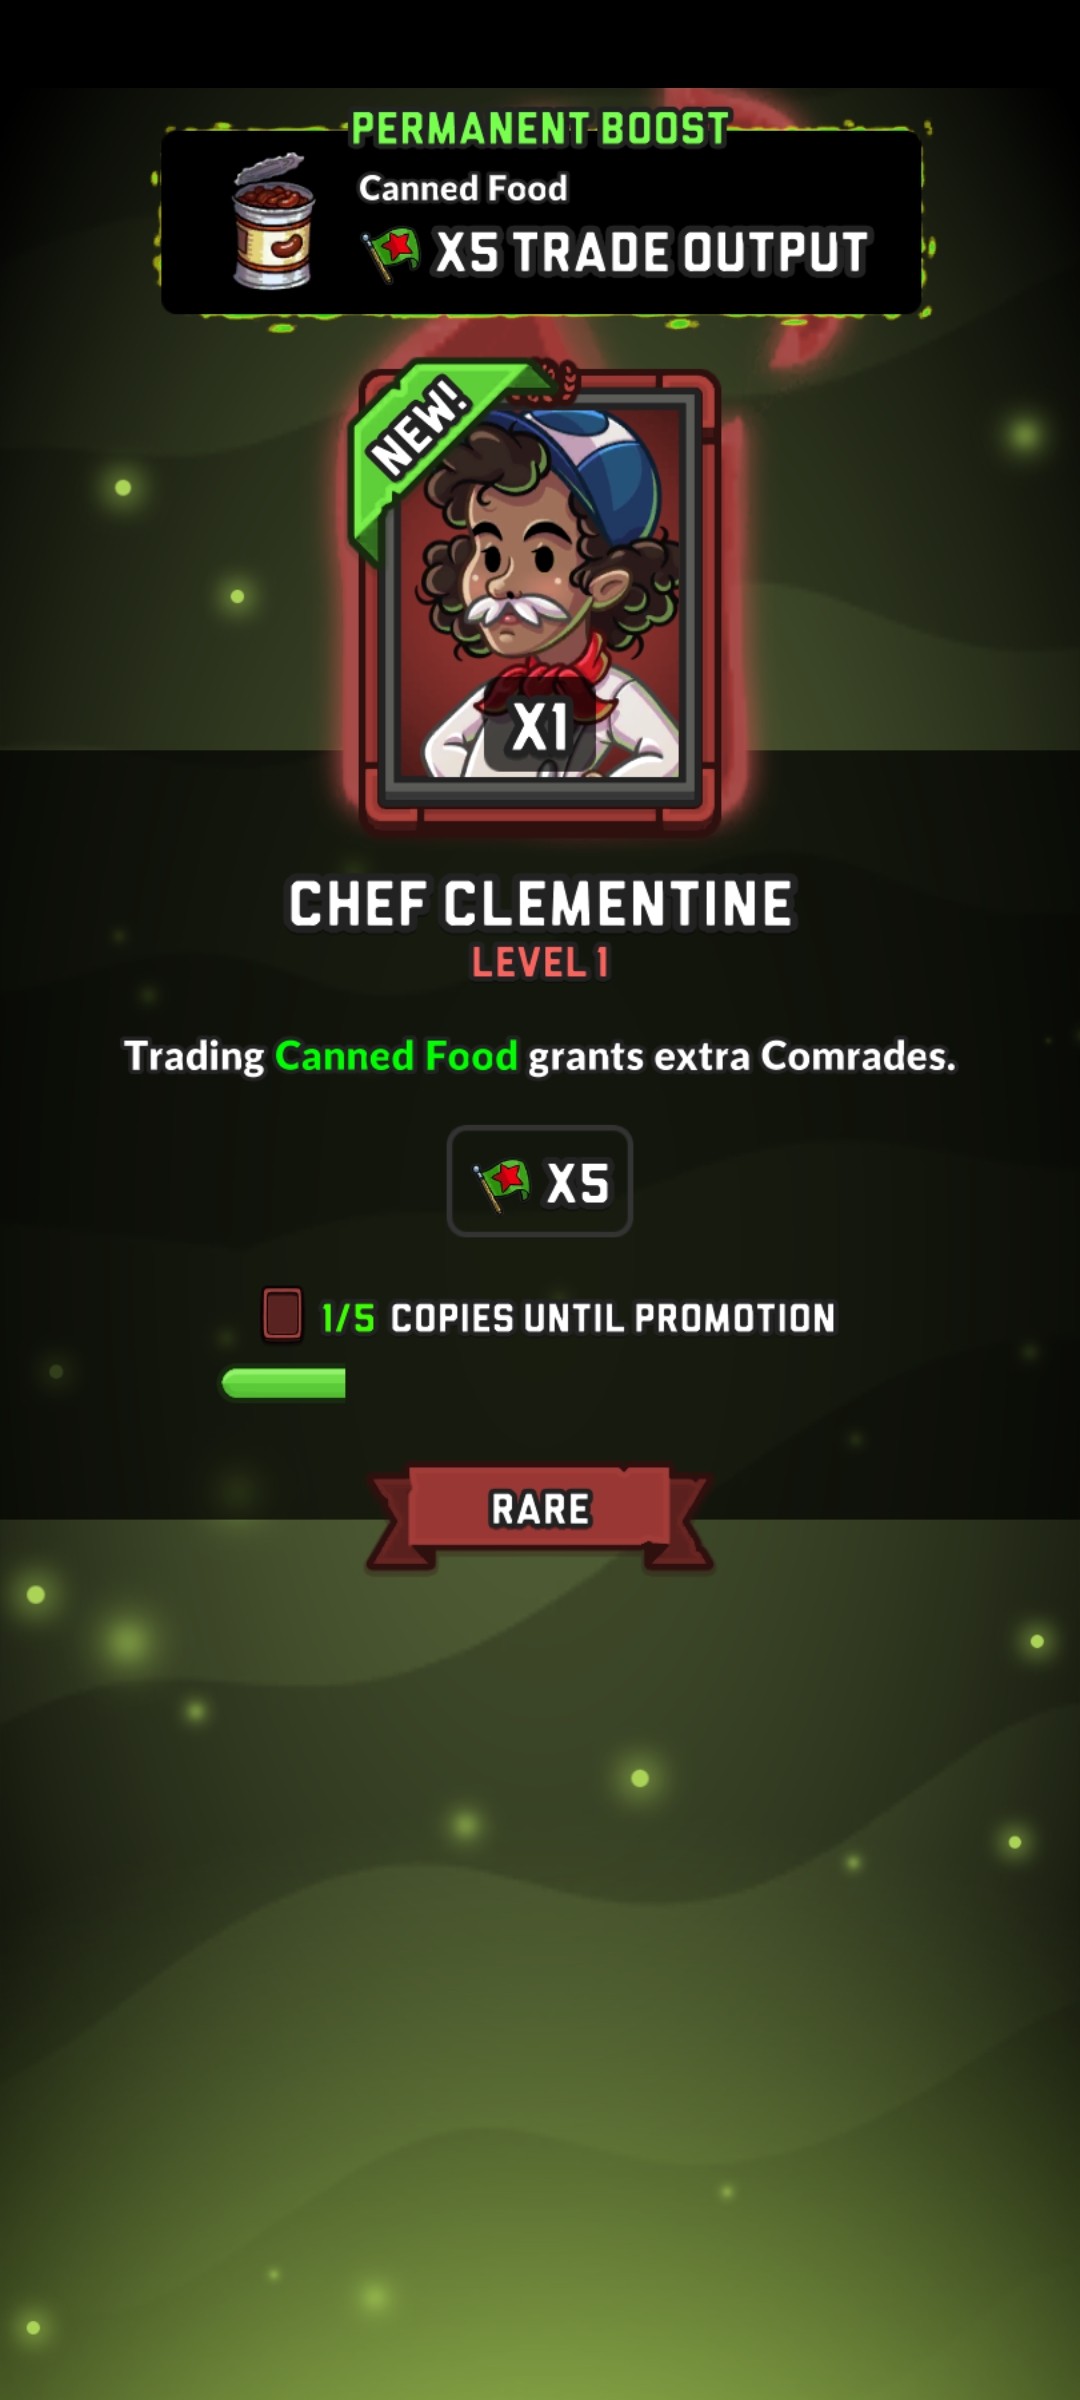 PERMANENT BOOST
Canned Food
X5 TRADE OUTPUT
NEW!
X1
CHEF CLEMENTINE
LEVEL 1
Trading Canned Food grants extra Comrades.
X5
1/5 COPIES UNTIL PROMOTION
RARE